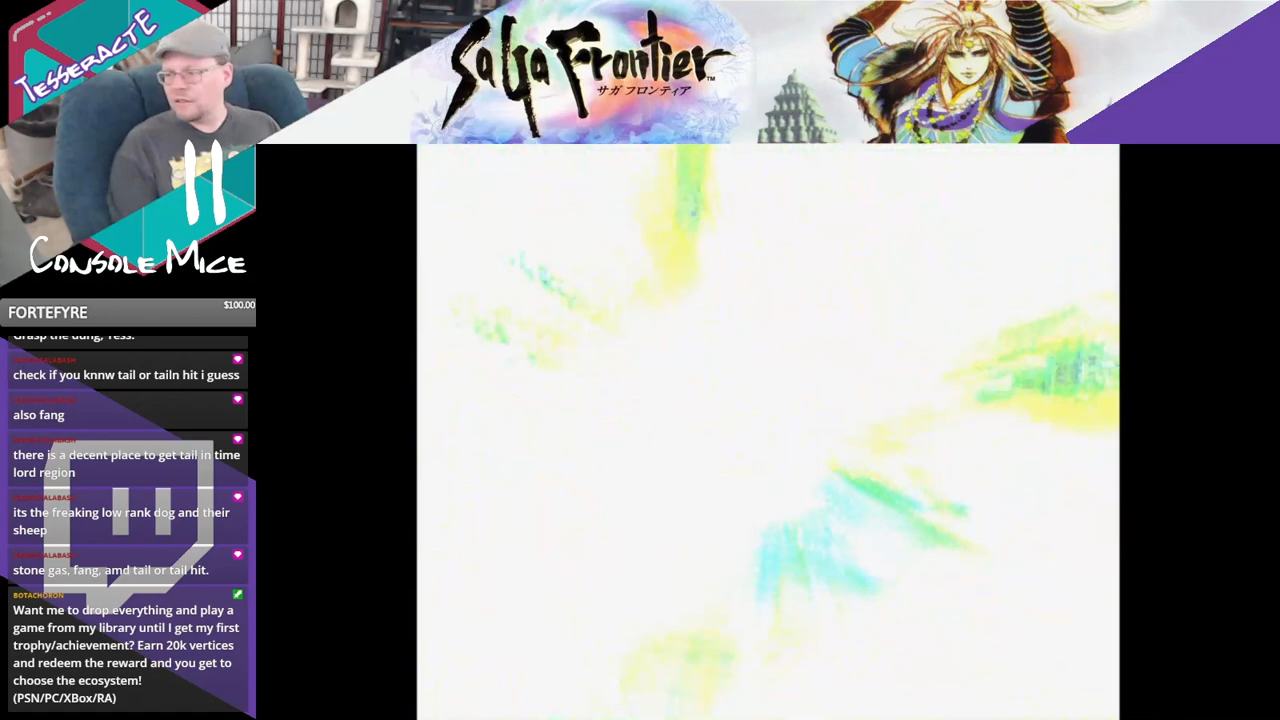 TESSERACTE
SaGa Frontier™
サガ フロンティア
II
CONSOLE MICE
FORTEFYRE
$100.00
Grasp the dung, Tess.
check if you knnw tail or tailn hit i guess
also fang
there is a decent place to get tail in time
lord region
its the freaking low rank dog and their
sheep
stone gas, fang, amd tail or tail hit.
BOTACHORON
Want me to drop everything and play a
game from my library until I get my first
trophy/achievement? Earn 20k vertices
and redeem the reward and you get to
choose the ecosystem!
(PSN/PC/XBox/RA)